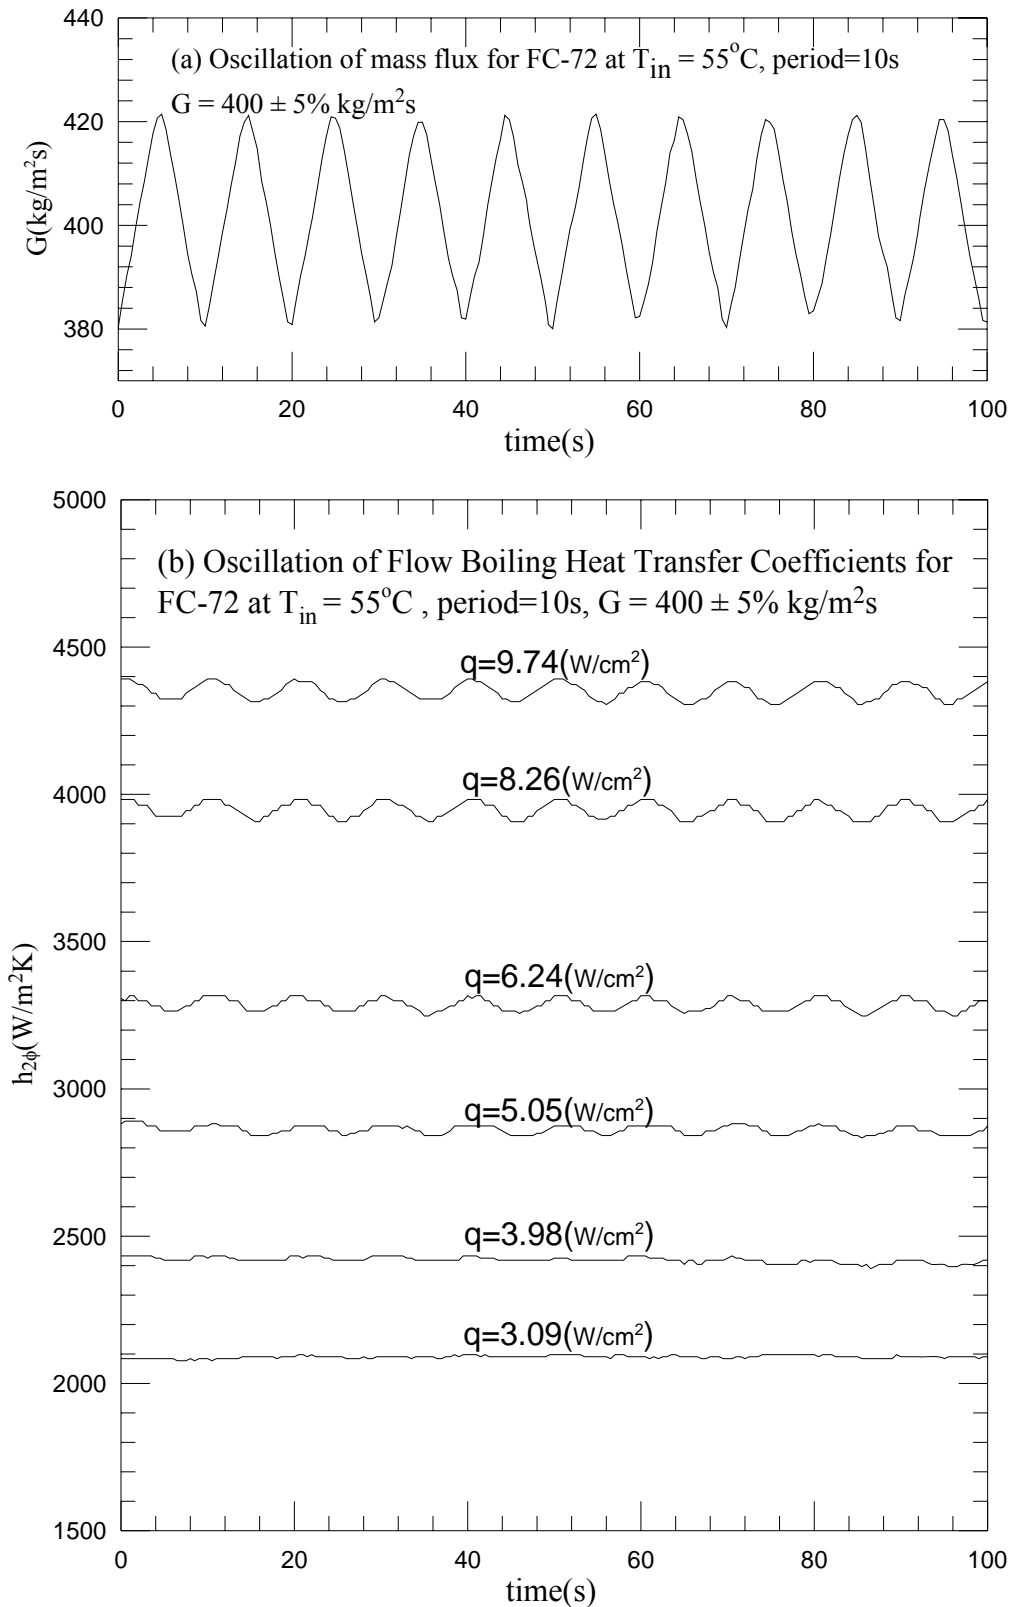 440
(a) Oscillation of mass flux for FC-72 at Tin = 55°C, period=10s
G = 400 ± 5% kg/m²s
420
G(kg/m²s)
400
380
0 20 40 60 80 100
time(s)
5000
(b) Oscillation of Flow Boiling Heat Transfer Coefficients for
FC-72 at Tin = 55°C , period=10s, G = 400 ± 5% kg/m²s
4500
q=9.74(W/cm²)
q=8.26(W/cm²)
4000
3500
q=6.24(W/cm²)
h2ϕ(W/m²K)
3000
q=5.05(W/cm²)
2500
q=3.98(W/cm²)
q=3.09(W/cm²)
2000
1500
0 20 40 60 80 100
time(s)